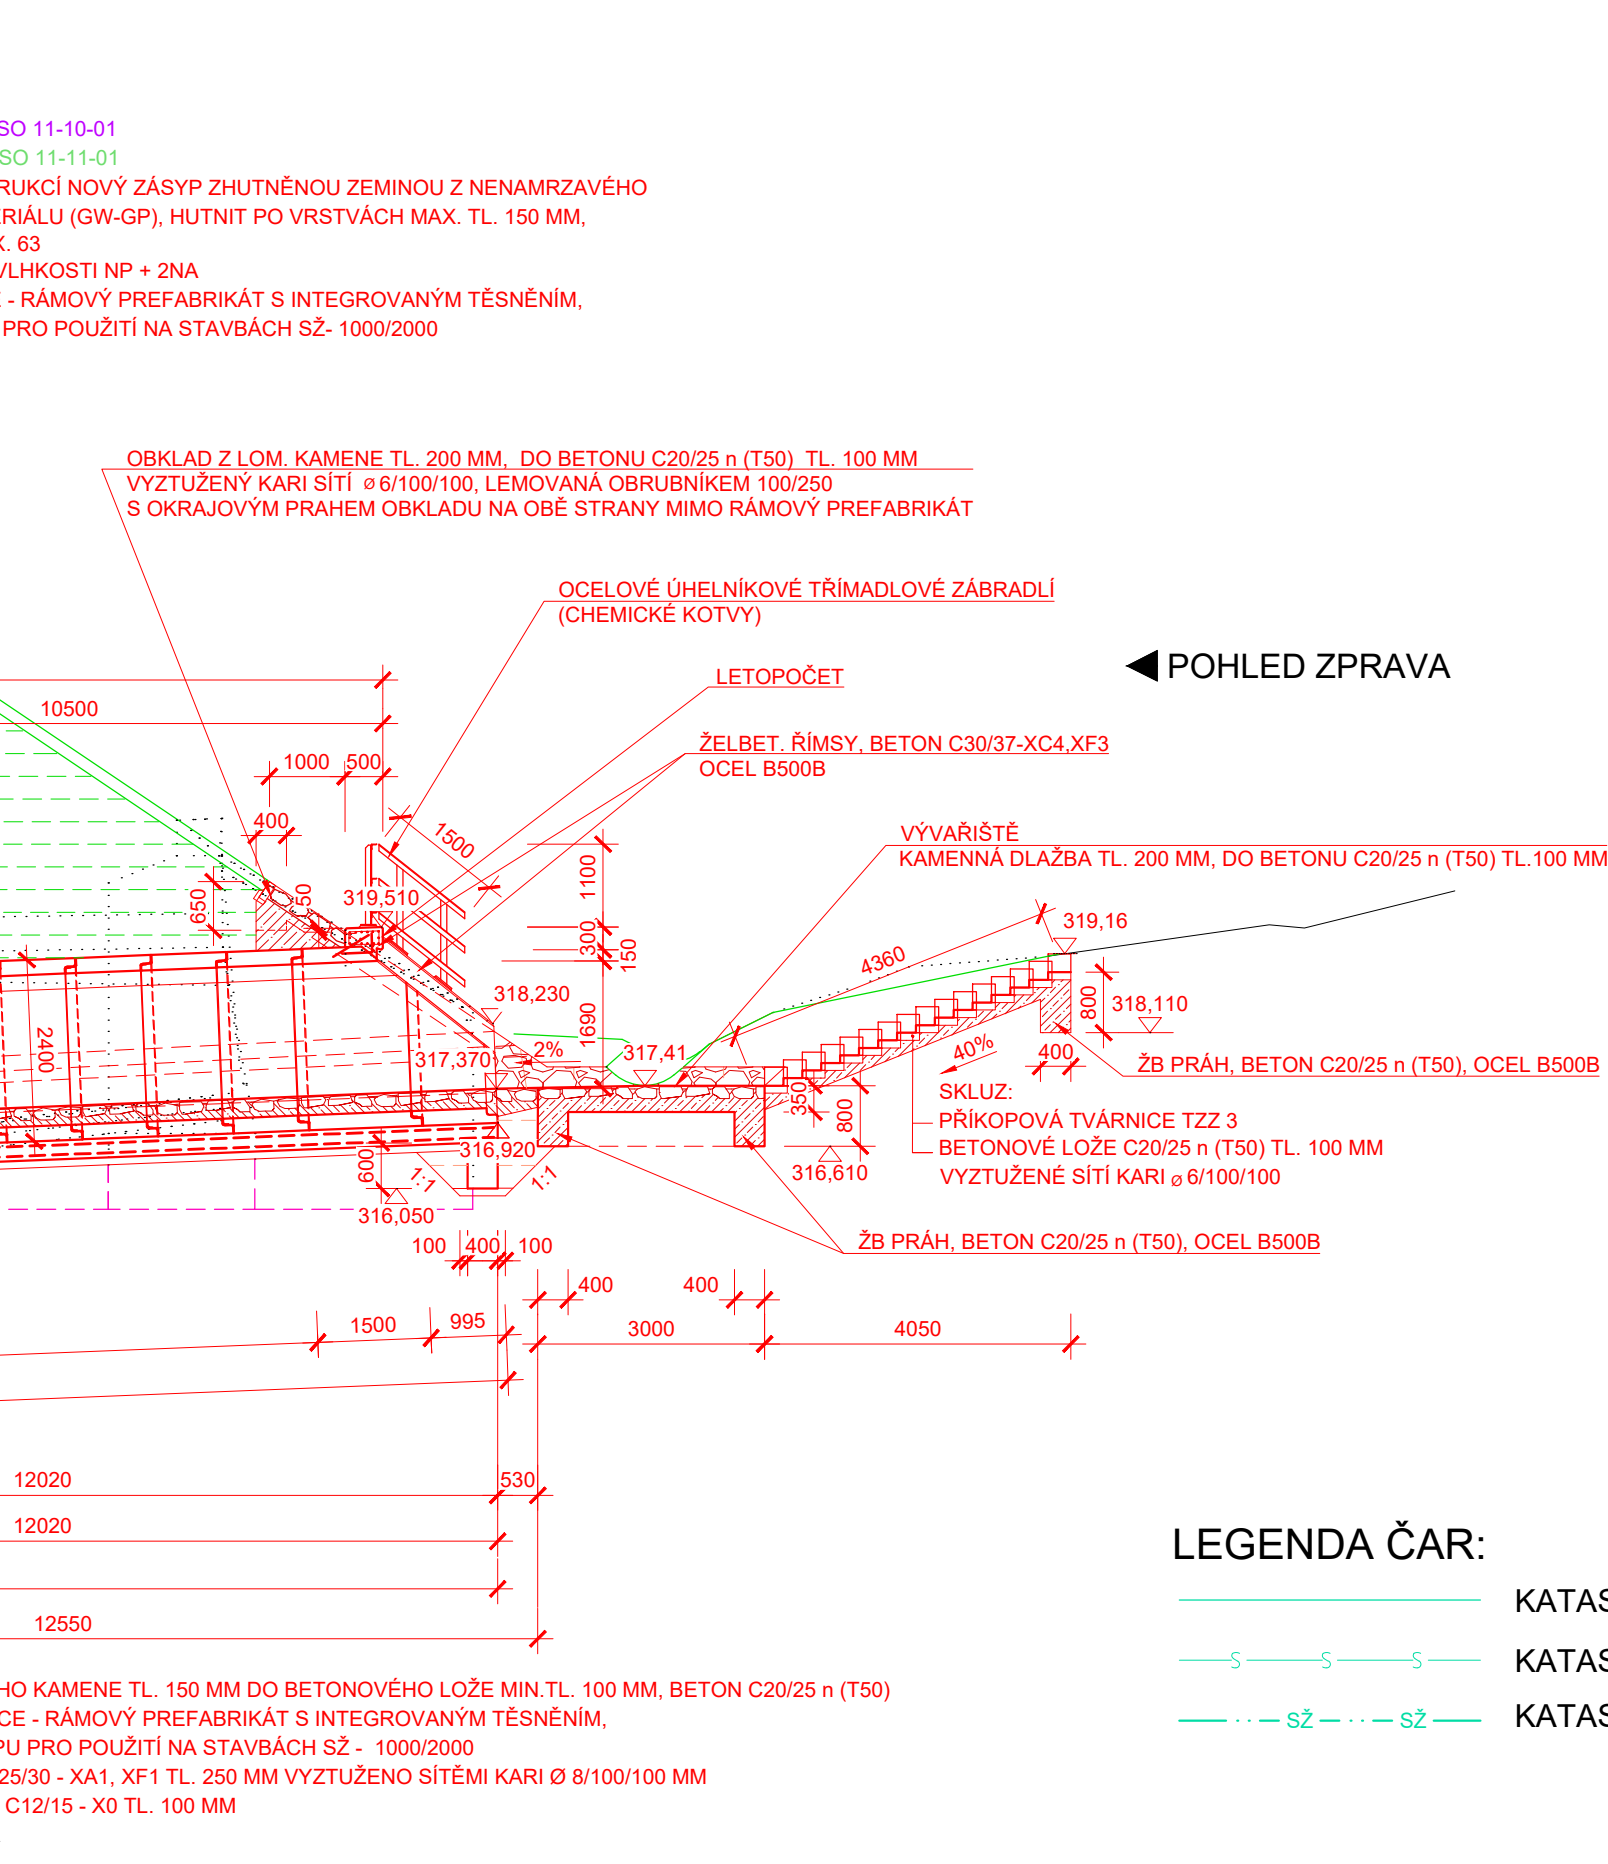 SO 11-10-01
SO 11-11-01
RUKCÍ NOVÝ ZÁSYP ZHUTNĚNOU ZEMINOU Z NENAMRZAVÉHO
ERIÁLU (GW-GP), HUTNIT PO VRSTVÁCH MAX. TL. 150 MM,
X. 63
VLHKOSTI NP + 2NA
- RÁMOVÝ PREFABRIKÁT S INTEGROVANÝM TĚSNĚNÍM,
PRO POUŽITÍ NA STAVBÁCH SŽ- 1000/2000
OBKLAD Z LOM. KAMENE TL. 200 MM, DO BETONU C20/25 n (T50) TL. 100 MM
VYZTUŽENÝ KARI SÍTÍ ø 6/100/100, LEMOVANÁ OBRUBNÍKEM 100/250
S OKRAJOVÝM PRAHEM OBKLADU NA OBĚ STRANY MIMO RÁMOVÝ PREFABRIKÁT
OCELOVÉ ÚHELNÍKOVÉ TŘÍMADLOVÉ ZÁBRADLÍ
(CHEMICKÉ KOTVY)
POHLED ZPRAVA
LETOPOČET
10500
ŽELBET. ŘÍMSY, BETON C30/37-XC4,XF3
OCEL B500B
1000 500
400
1500
VÝVAŘIŠTĚ
KAMENNÁ DLAŽBA TL. 200 MM, DO BETONU C20/25 n (T50) TL.100 MM
1100
650
50
319,510
319,16
300
150
4360
318,230
800
318,110
1690
2400
317,370
2%
317,41
40%
400
ŽB PRÁH, BETON C20/25 n (T50), OCEL B500B
350
800
SKLUZ:
PŘÍKOPOVÁ TVÁRNICE TZZ 3
BETONOVÉ LOŽE C20/25 n (T50) TL. 100 MM
VYZTUŽENÉ SÍTÍ KARI ø 6/100/100
600
1:1
316,920
1:1
316,610
316,050
100 400 100
ŽB PRÁH, BETON C20/25 n (T50), OCEL B500B
400
400
1500
995
3000
4050
12020
530
12020
12550
LEGENDA ČAR:
KATAS
S S S
KATAS
SŽ SŽ
KATAS
HO KAMENE TL. 150 MM DO BETONOVÉHO LOŽE MIN.TL. 100 MM, BETON C20/25 n (T50)
CE - RÁMOVÝ PREFABRIKÁT S INTEGROVANÝM TĚSNĚNÍM,
PU PRO POUŽITÍ NA STAVBÁCH SŽ - 1000/2000
25/30 - XA1, XF1 TL. 250 MM VYZTUŽENO SÍTĚMI KARI Ø 8/100/100 MM
C12/15 - X0 TL. 100 MM